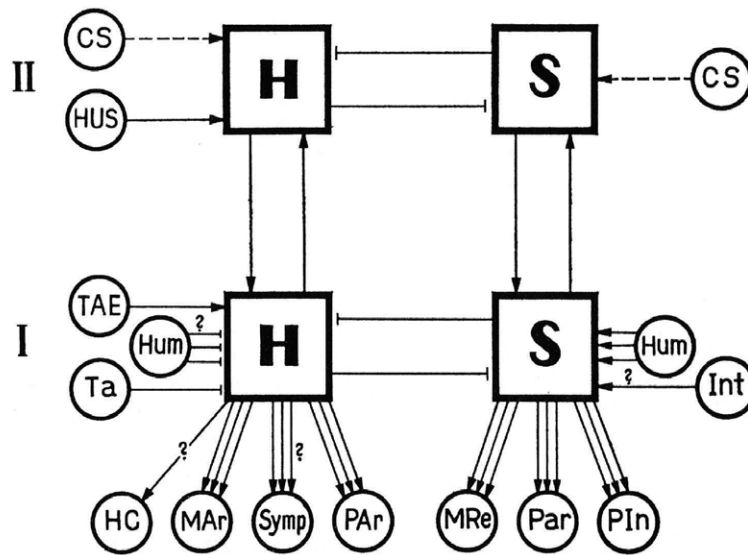 CS
II H S CS
HUS
TAE
?
I Hum H S Hum
?
Ta Int
? ?
HC MAr Symp PAr MRe Par PIn